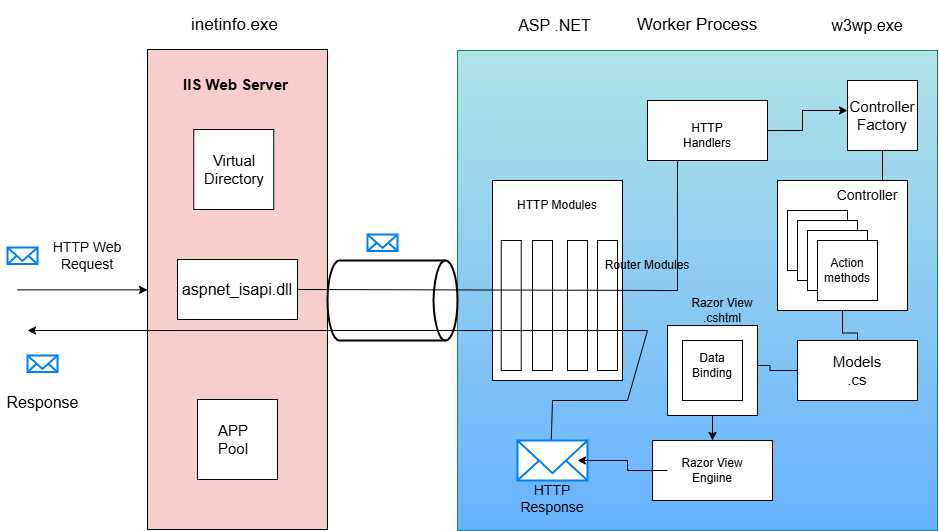 inetinfo.exe
ASP .NET
Worker Process
w3wp.exe
IIS Web Server
Virtual
Directory
HTTP Web
Request
aspnet_isapi.dll
Response
APP
Pool
HTTP Modules
Router Modules
HTTP
Handlers
Controller
Factory
Controller
Action
methods
Models
.cs
Razor View
.cshtml
Data
Binding
Razor View
Engiine
HTTP
Response